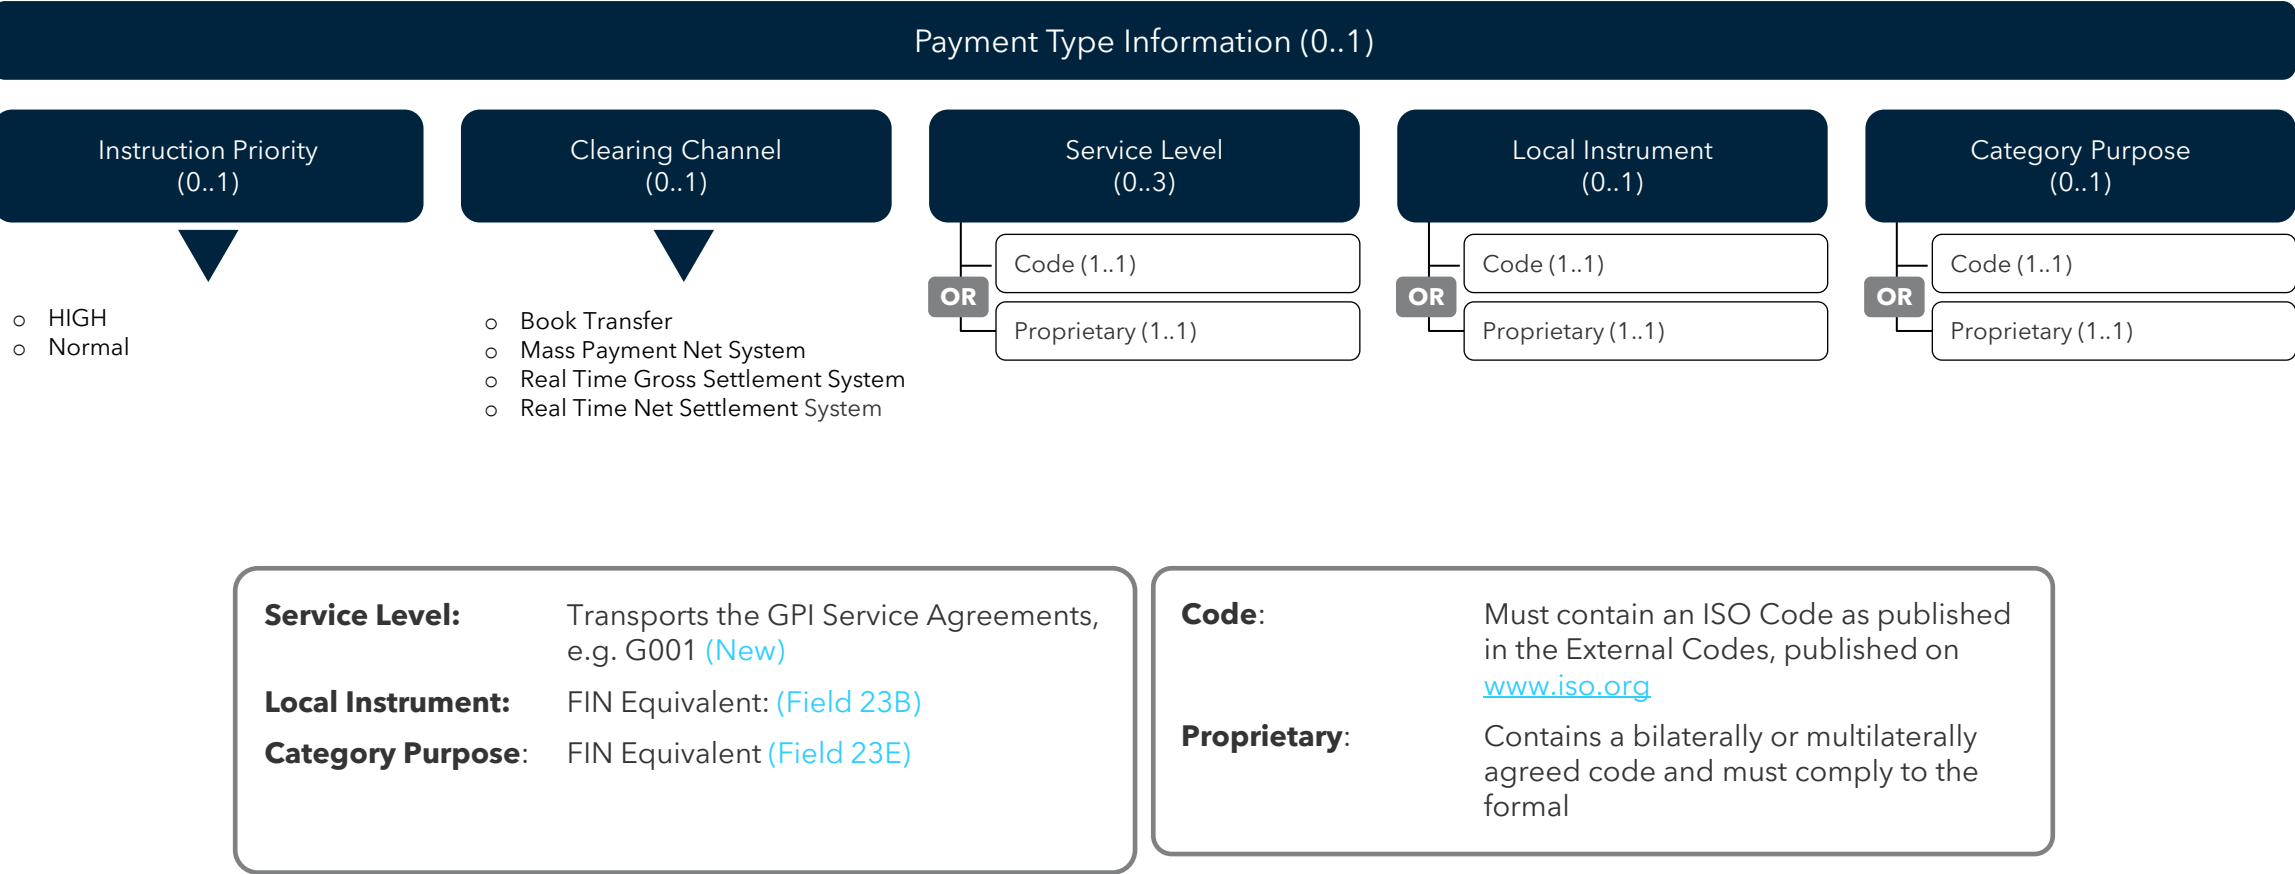 Payment Type Information (0..1)
Instruction Priority
(0..1)
Clearing Channel
(0..1)
Service Level
(0..3)
Local Instrument
(0..1)
Category Purpose
(0..1)
o HIGH
o Normal
o Book Transfer
o Mass Payment Net System
o Real Time Gross Settlement System
o Real Time Net Settlement System
Code (1..1)
OR
Proprietary (1..1)
Code (1..1)
OR
Proprietary (1..1)
Code (1..1)
OR
Proprietary (1..1)
Service Level: Transports the GPI Service Agreements,
e.g. G001 (New)
Local Instrument: FIN Equivalent: (Field 23B)
Category Purpose: FIN Equivalent (Field 23E)
Code: Must contain an ISO Code as published
in the External Codes, published on
www.iso.org
Proprietary: Contains a bilaterally or multilaterally
agreed code and must comply to the
formal